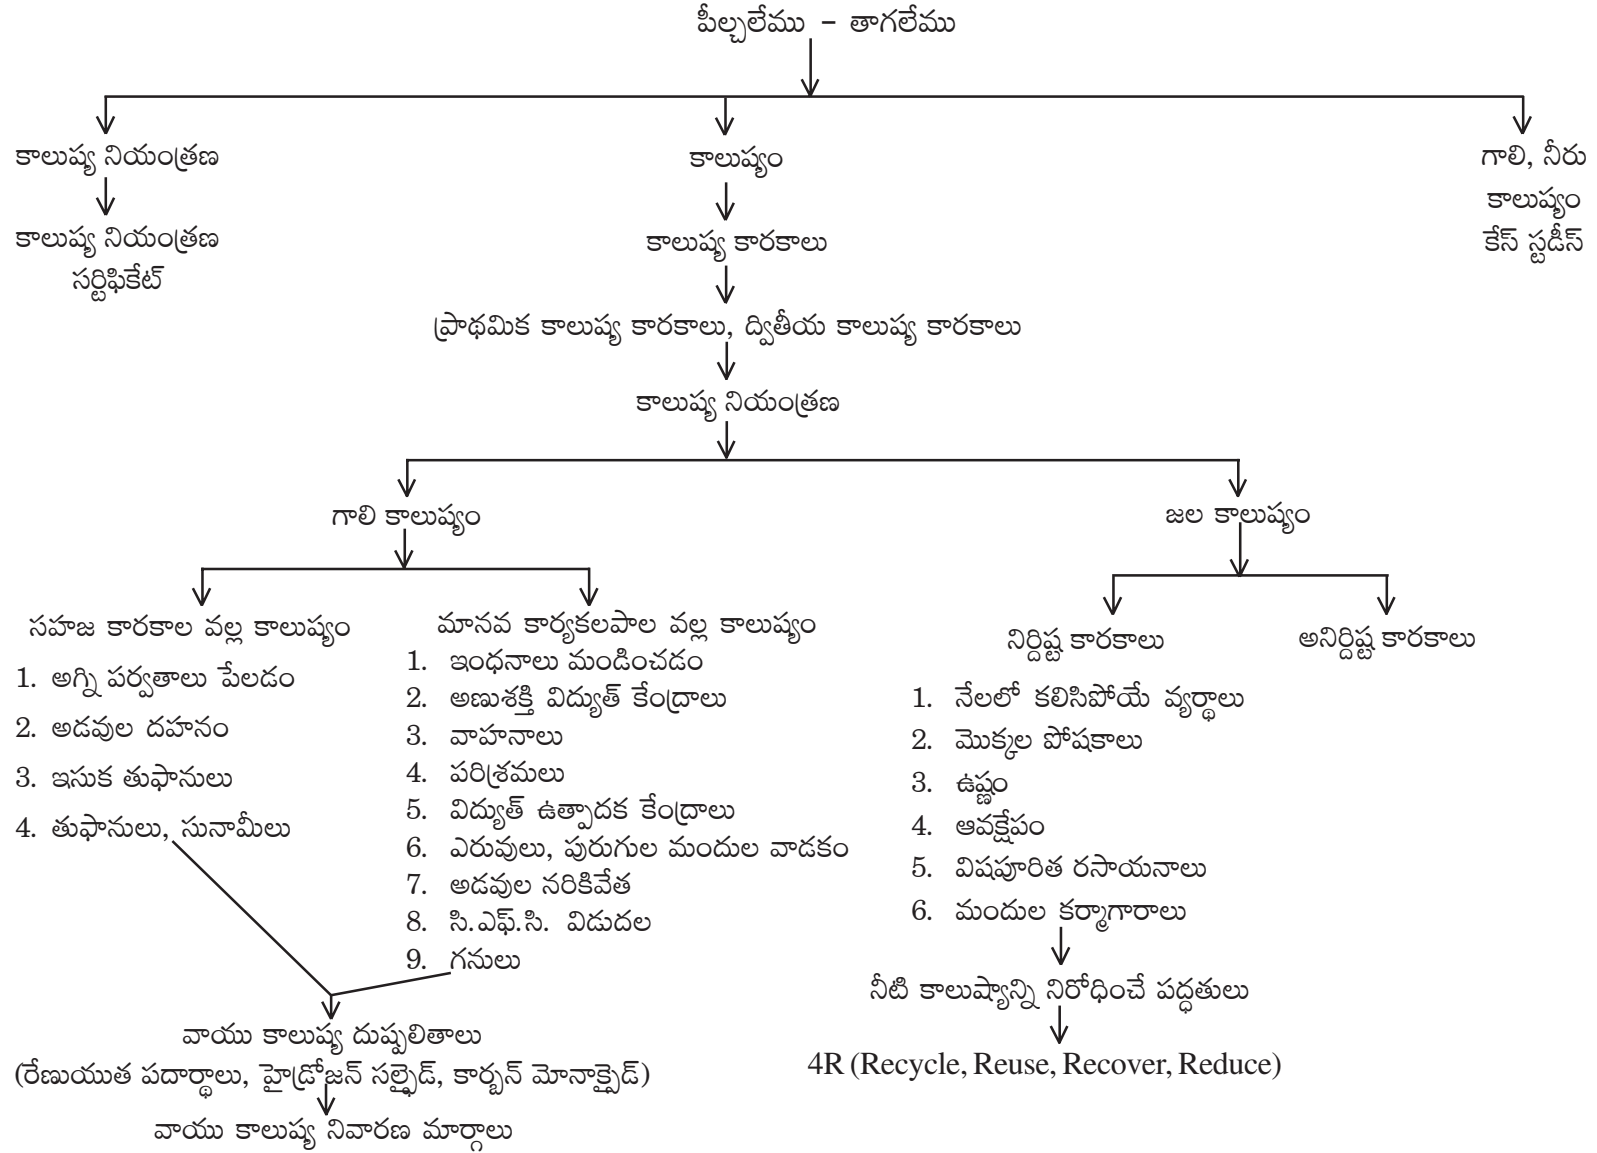 పీల్చలేము - తాగలేము
కాలుష్య నియంత్రణ
కాలుష్య నియంత్రణ
సర్టిఫికేట్
కాలుష్యం
కాలుష్య కారకాలు
ప్రాథమిక కాలుష్య కారకాలు, ద్వితీయ కాలుష్య కారకాలు
కాలుష్య నియంత్రణ
గాలి, నీరు
కాలుష్యం
కేస్ స్టడీస్
గాలి కాలుష్యం
సహజ కారకాల వల్ల కాలుష్యం
1. అగ్ని పర్వతాలు పేలడం
2. అడవుల దహనం
3. ఇసుక తుఫానులు
4. తుఫానులు, సునామీలు
మానవ కార్యకలపాల వల్ల కాలుష్యం
1. ఇంధనాలు మండించడం
2. అణుశక్తి విద్యుత్ కేంద్రాలు
3. వాహనాలు
4. పరిశ్రమలు
5. విద్యుత్ ఉత్పాదక కేంద్రాలు
6. ఎరువులు, పురుగుల మందుల వాడకం
7. అడవుల నరికివేత
8. సి.ఎఫ్.సి. విడుదల
9. గనులు
వాయు కాలుష్య దుష్ఫలితాలు
(రేణుయుత పదార్థాలు, హైడ్రోజన్ సల్ఫైడ్, కార్బన్ మోనాక్సైడ్)
వాయు కాలుష్య నివారణ మార్గాలు
జల కాలుష్యం
నిర్దిష్ట కారకాలు
అనిర్దిష్ట కారకాలు
1. నేలలో కలిసిపోయే వ్యర్థాలు
2. మొక్కల పోషకాలు
3. ఉష్ణం
4. ఆవక్షేపం
5. విషపూరిత రసాయనాలు
6. మందుల కర్మాగారాలు
నీటి కాలుష్యాన్ని నిరోధించే పద్ధతులు
4R (Recycle, Reuse, Recover, Reduce)